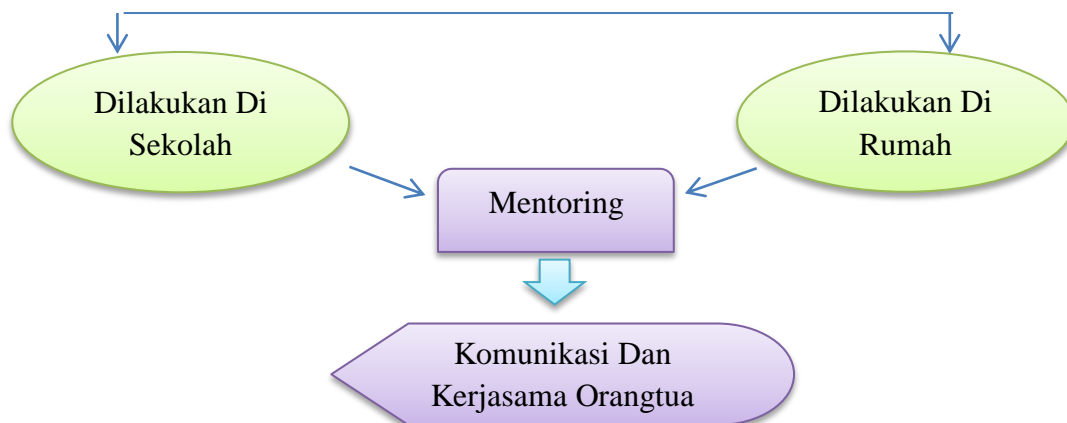 Dilakukan Di
Sekolah
Dilakukan Di
Rumah
Mentoring
Komunikasi Dan
Kerjasama Orangtua